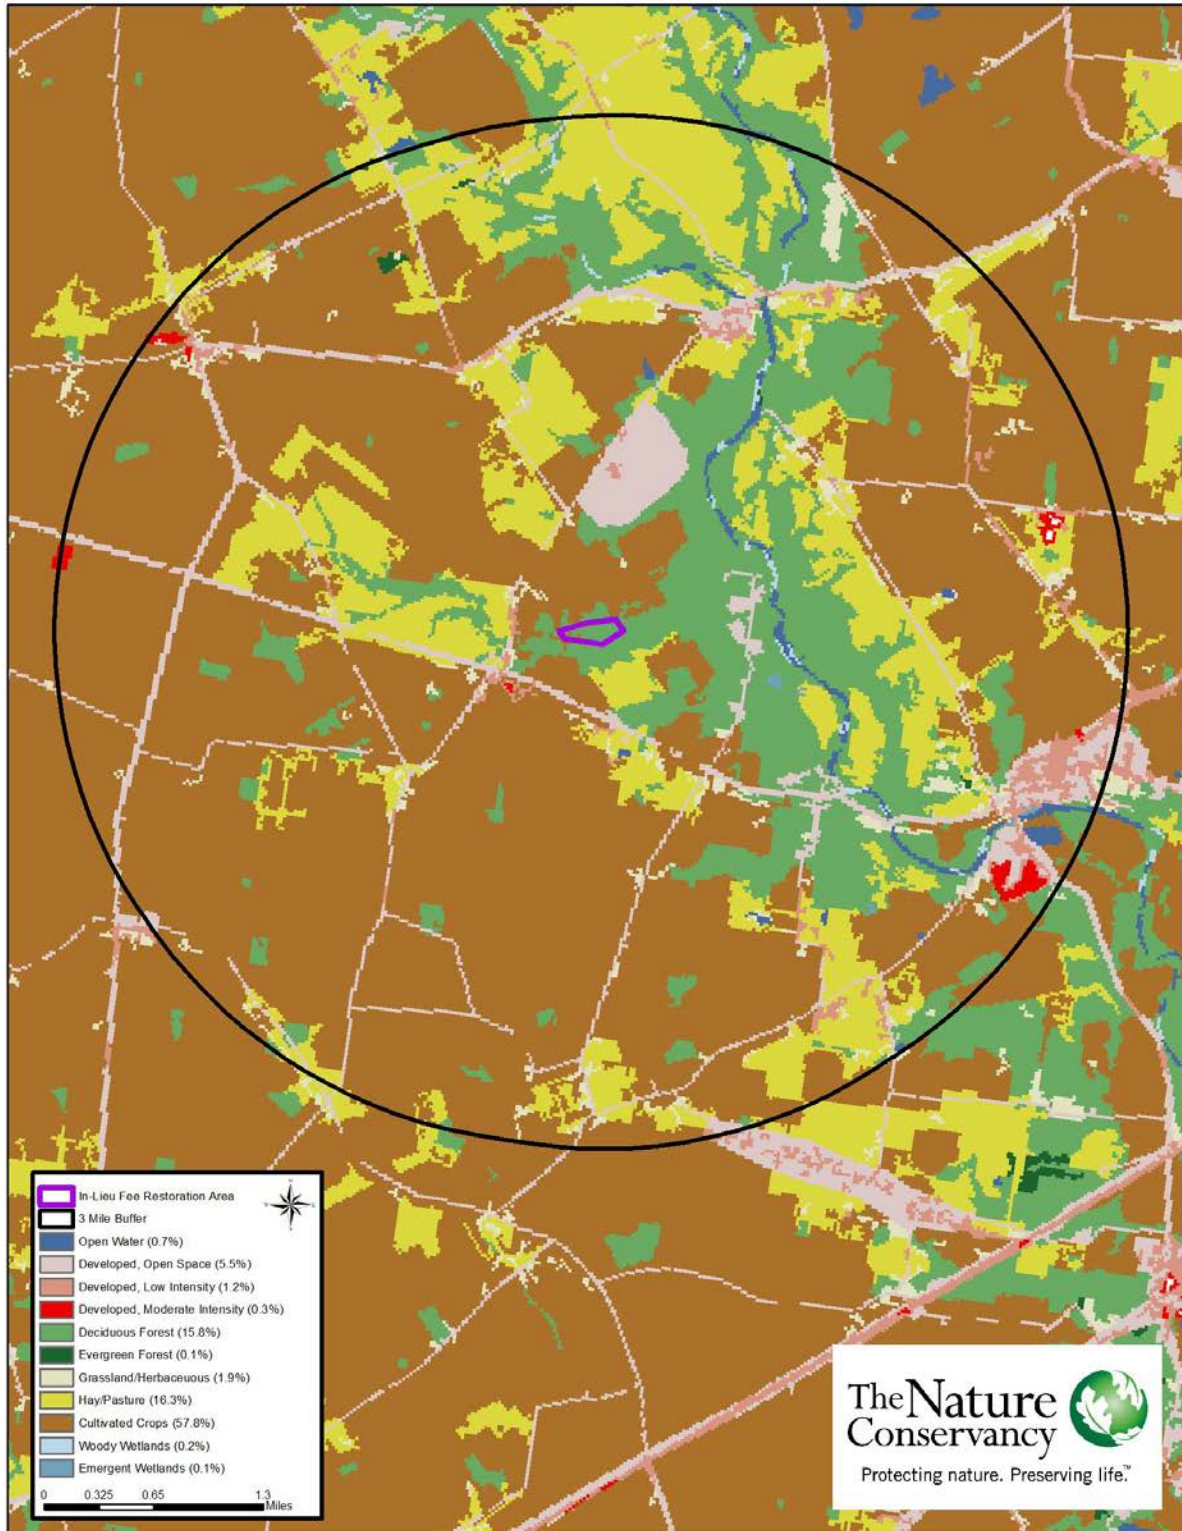 In-Lieu Fee Restoration Area
3 Mile Buffer
Open Water (0.7%)
Developed, Open Space (5.5%)
Developed, Low Intensity (1.2%)
Developed, Moderate Intensity (0.3%)
Deciduous Forest (15.8%)
Evergreen Forest (0.1%)
Grassland/Herbaceuous (1.9%)
Hay/Pasture (16.3%)
Cultivated Crops (57.8%)
Woody Wetlands (0.2%)
Emergent Wetlands (0.1%)
0 0.325 0.65 1.3
Miles
The Nature
Conservancy
Protecting nature. Preserving life.™